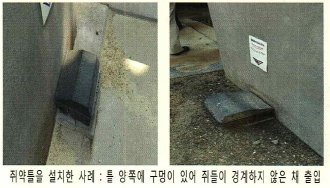 쥐약틀을 설치한 사례 : 틀 양쪽에 구멍이 있어 쥐들이 경계하지 않은 채 출입